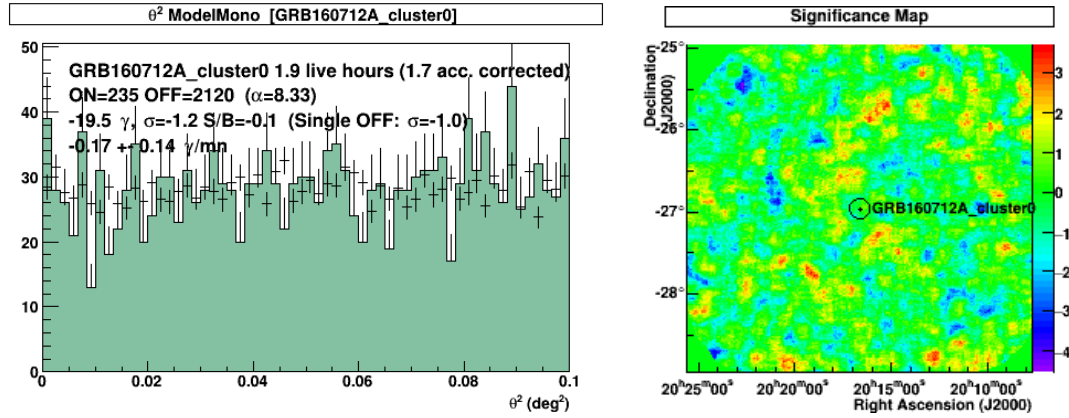 θ² ModelMono [GRB160712A_cluster0]
50
40
30
20
10
0
GRB160712A_cluster0 1.9 live hours (1.7 acc. corrected)
ON=235 OFF=2120 (α=8.33)
-19.5 γ, σ=-1.2 S/B=-0.1 (Single OFF: σ=-1.0)
-0.17 +- 0.14 γ/mn
0 0.02 0.04 0.06 0.08 0.1
θ² (deg²)
Significance Map
Declination (J2000)
-25°
-26°
-27°
-28°
GRB160712A_cluster0
3
2
1
0
-1
-2
-3
-4
20ʰ25ᵐ00ˢ 20ʰ20ᵐ00ˢ 20ʰ15ᵐ00ˢ 20ʰ10ᵐ00ˢ
Right Ascension (J2000)